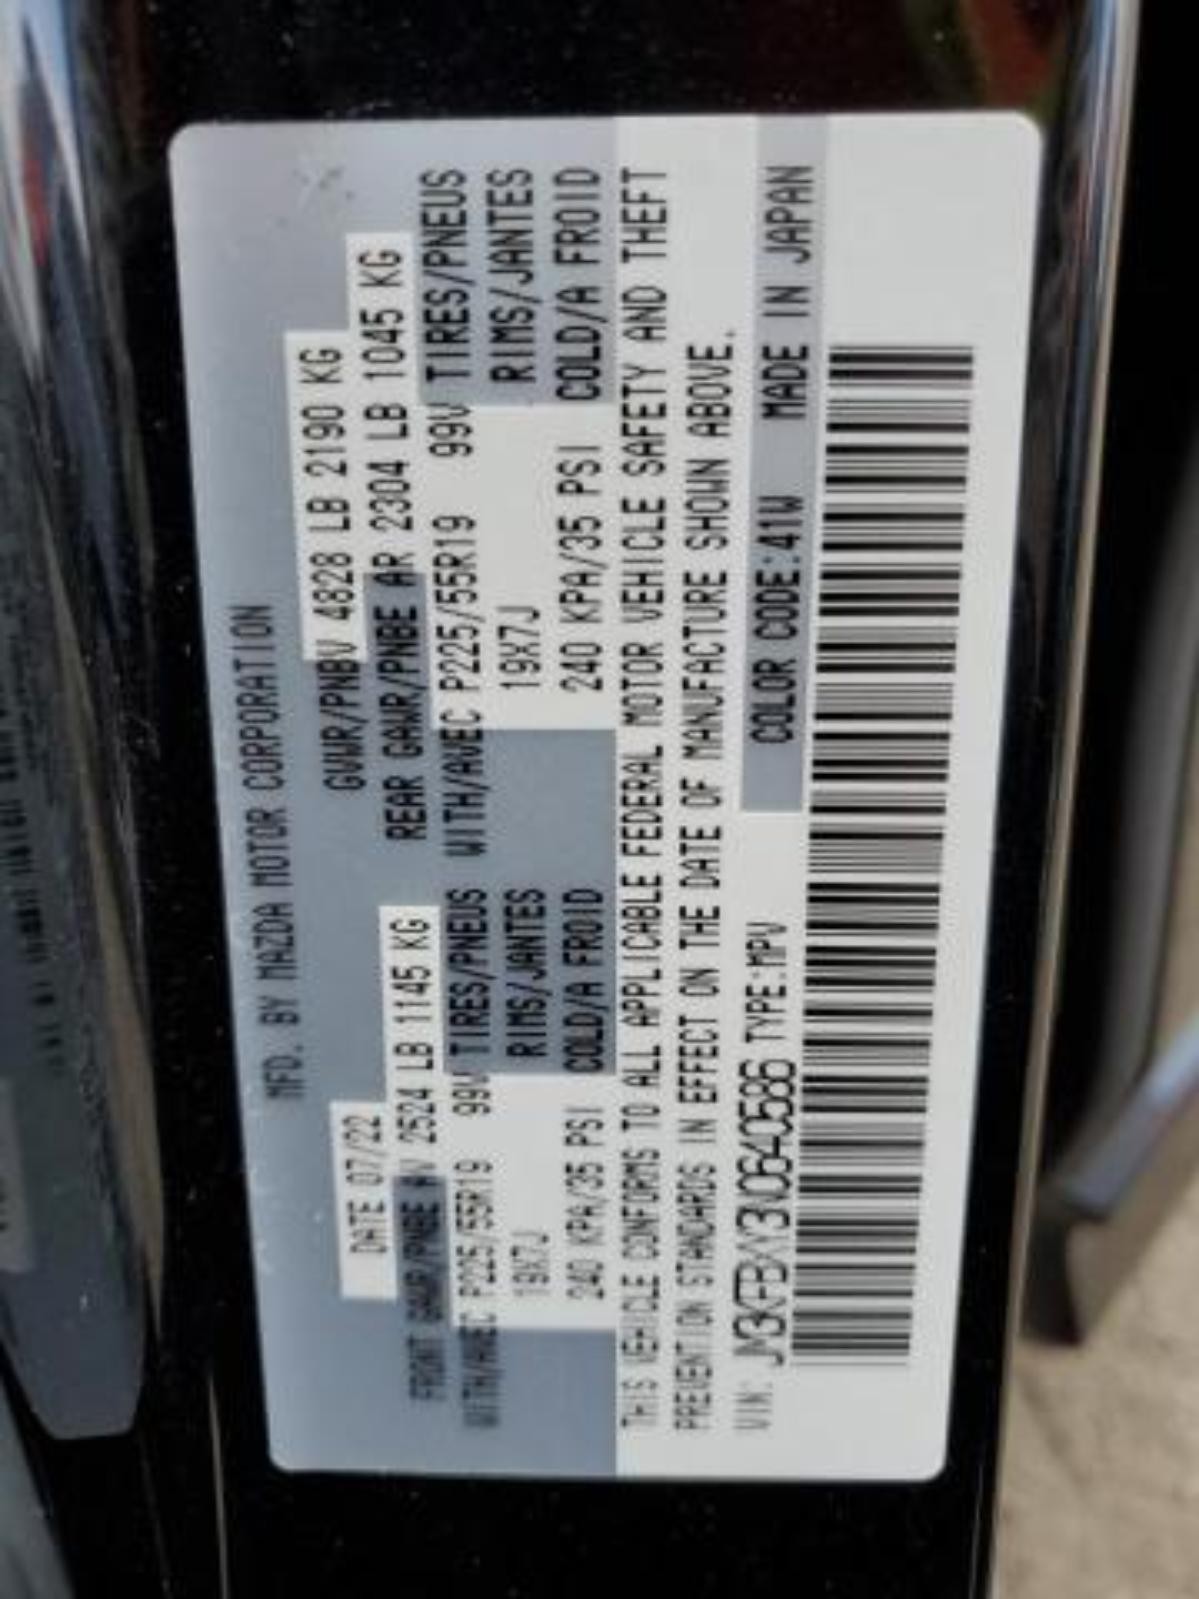 MFD. BY MAZDA MOTOR CORPORATION
DATE 07/22 GVWR/PNBV 4828 LB 2190 KG
FRONT GAWR/PNBE AV 2524 LB 1145 KG REAR GAWR/PNBE AR 2304 LB 1045 KG
WITH/AVEC P225/55R19 99V TIRES/PNEUS WITH/AVEC P225/55R19 99V TIRES/PNEUS
19X7J RIMS/JANTES 19X7J RIMS/JANTES
240 KPA/35 PSI COLD/A FROID 240 KPA/35 PSI COLD/A FROID
THIS VEHICLE CONFORMS TO ALL APPLICABLE FEDERAL MOTOR VEHICLE SAFETY AND THEFT
PREVENTION STANDARDS IN EFFECT ON THE DATE OF MANUFACTURE SHOWN ABOVE.
VIN: JM3KFBXY3N0640586 TYPE:MPV COLOR CODE:41W MADE IN JAPAN